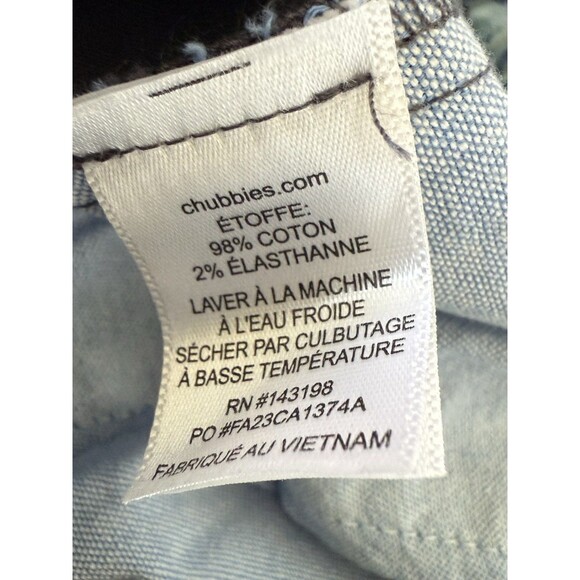 chubbies.com
ÉTOFFE:
98% COTON
2% ÉLASTHANNE
LAVER À LA MACHINE
À L'EAU FROIDE
SÉCHER PAR CULBUTAGE
À BASSE TEMPÉRATURE
RN #143198
PO #FA23CA1374A
FABRIQUÉ AU VIETNAM